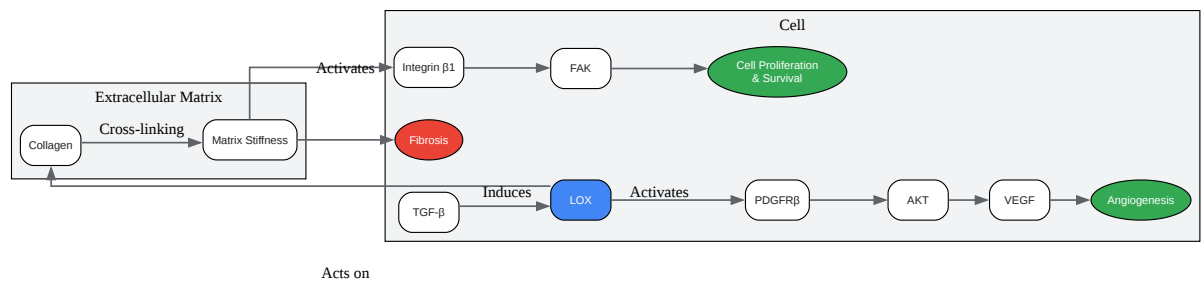 Cell
Activates
Integrin β1
FAK
Cell Proliferation
& Survival
Extracellular Matrix
Collagen
Cross-linking
Matrix Stiffness
Fibrosis
TGF-β
Induces
LOX
Activates
PDGFRβ
AKT
VEGF
Angiogenesis
Acts on